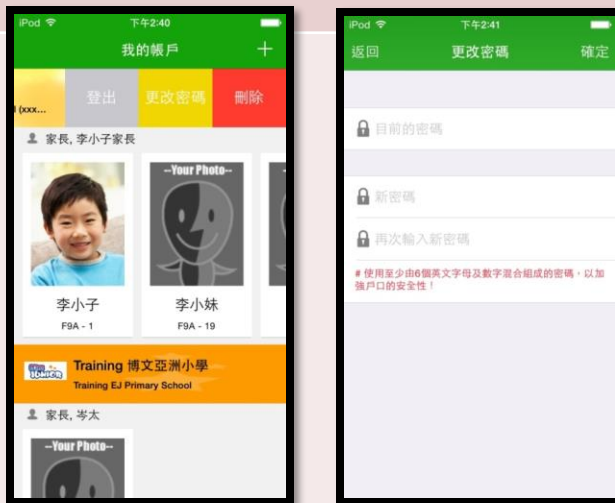 iPod 下午2:40
我的帳戶 +
l (xxx... 登出 更改密碼 刪除
家長, 李小子家長
--Your Photo--
李小子 李小妹
F9A - 1 F9A - 19
Training 博文亞洲小學
Training EJ Primary School
家長, 岑太
--Your Photo--
iPod 下午2:41
返回 更改密碼 確定
目前的密碼
新密碼
再次輸入新密碼
# 使用至少由6個英文字母及數字混合組成的密碼，以加
強戶口的安全性！